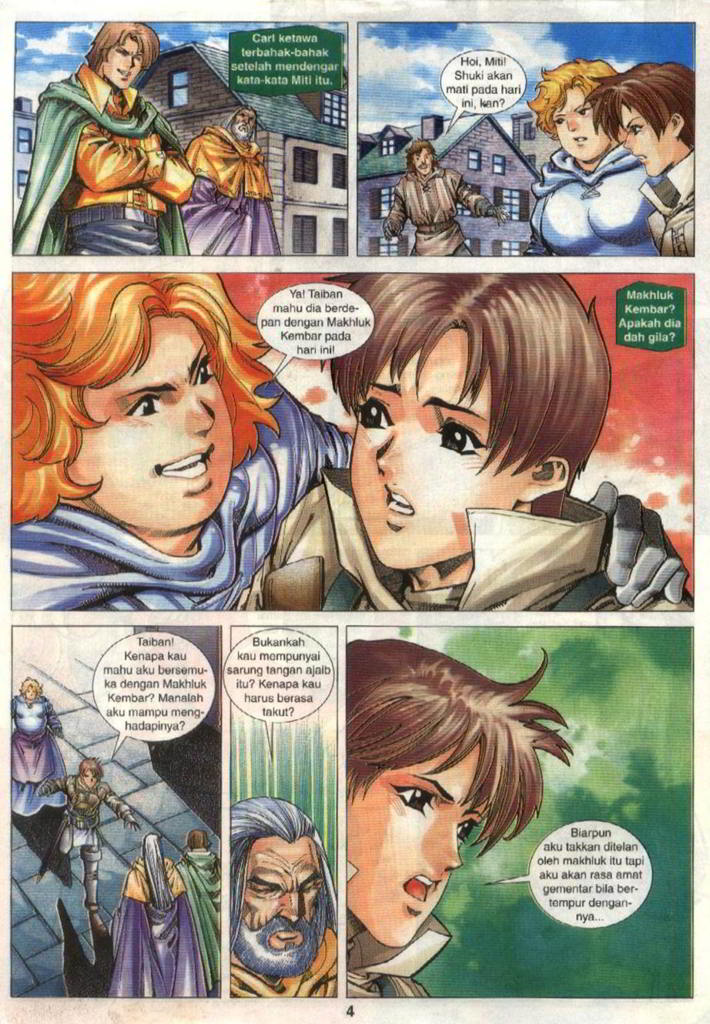 Carl ketawa
terbahak-bahak
setelah mendengar
kata-kata Miti itu.
Hoi, Miti!
Shuki akan
mati pada hari
ini, kan?
Ya! Taiban
mahu dia berde-
pan dengan Makhluk
Kembar pada
hari ini!
Makhluk
Kembar?
Apakah dia
dah gila?
Taiban!
Kenapa kau
mahu aku bersemu-
ka dengan Makhluk
Kembar? Manalah
aku mampu meng-
hadapinya?
Bukankah
kau mempunyai
sarung tangan ajaib
itu? Kenapa kau
harus berasa
takut?
Biarpun
aku takkan ditelan
oleh makhluk itu tapi
aku akan rasa amat
gementar bila ber-
tempur dengan-
nya...
4